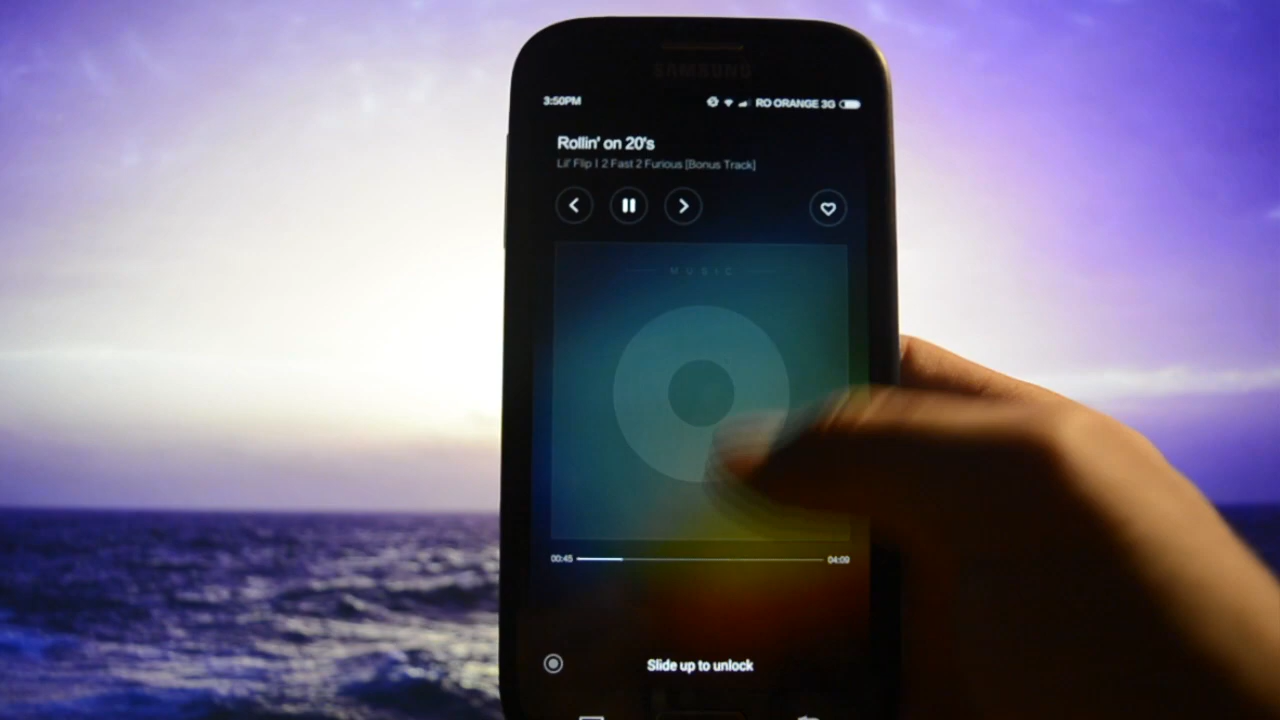 SAMSUNG
3:50PM RO ORANGE 3G
Rollin' on 20's
Lil' Flip | 2 Fast 2 Furious [Bonus Track]
MUSIC
00:45 04:09
Slide up to unlock